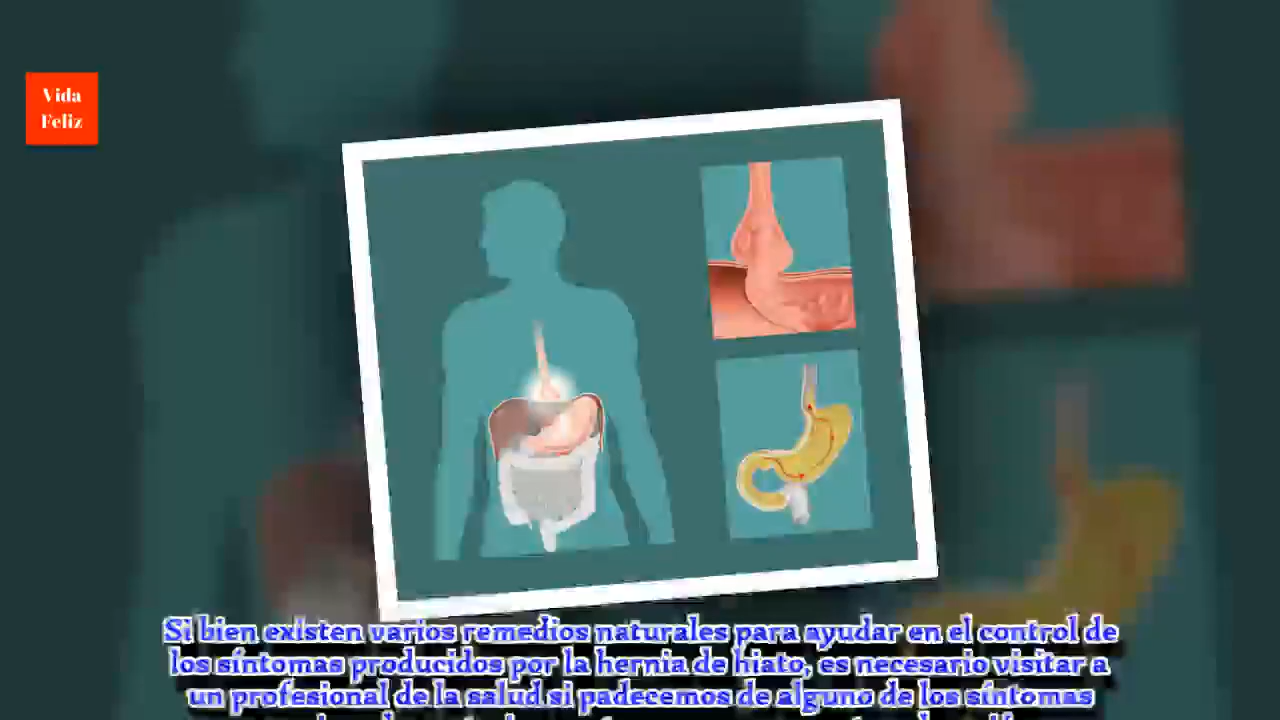 Vida
Feliz
Si bien existen varios remedios naturales para ayudar en el control de
los síntomas producidos por la hernia de hiato, es necesario visitar a
un profesional de la salud si padecemos de alguno de los síntomas